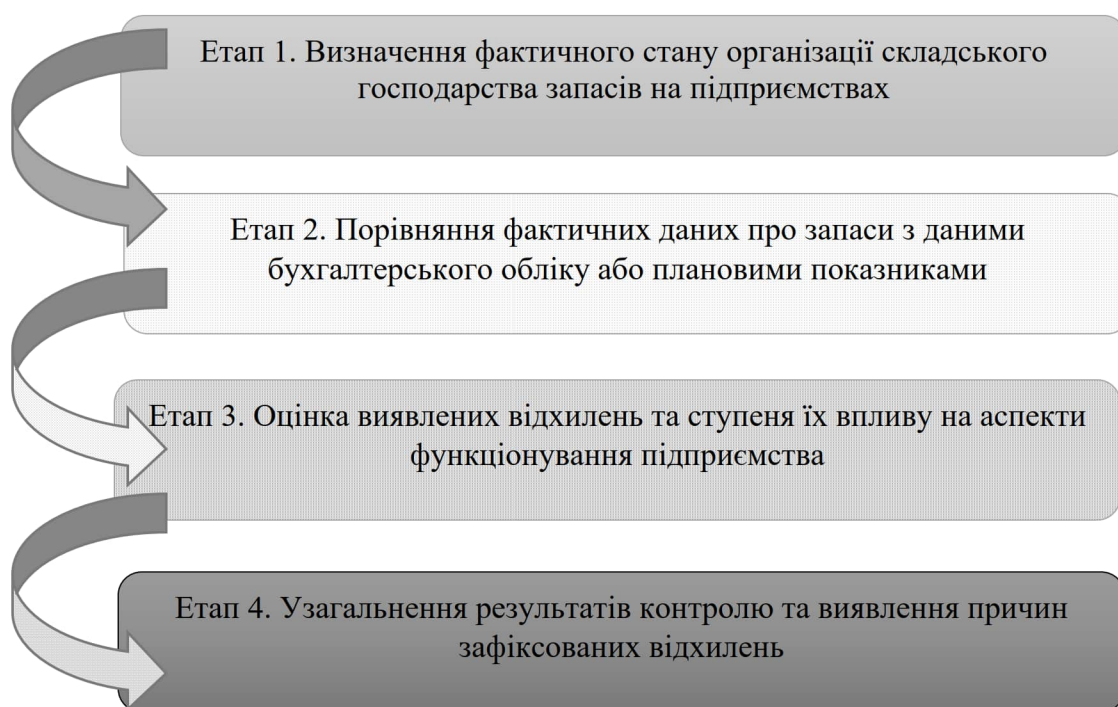 Етап 1. Визначення фактичного стану організації складського
господарства запасів на підприємствах
Етап 2. Порівняння фактичних даних про запаси з даними
бухгалтерського обліку або плановими показниками
Етап 3. Оцінка виявлених відхилень та ступеня їх впливу на аспекти
функціонування підприємства
Етап 4. Узагальнення результатів контролю та виявлення причин
зафіксованих відхилень